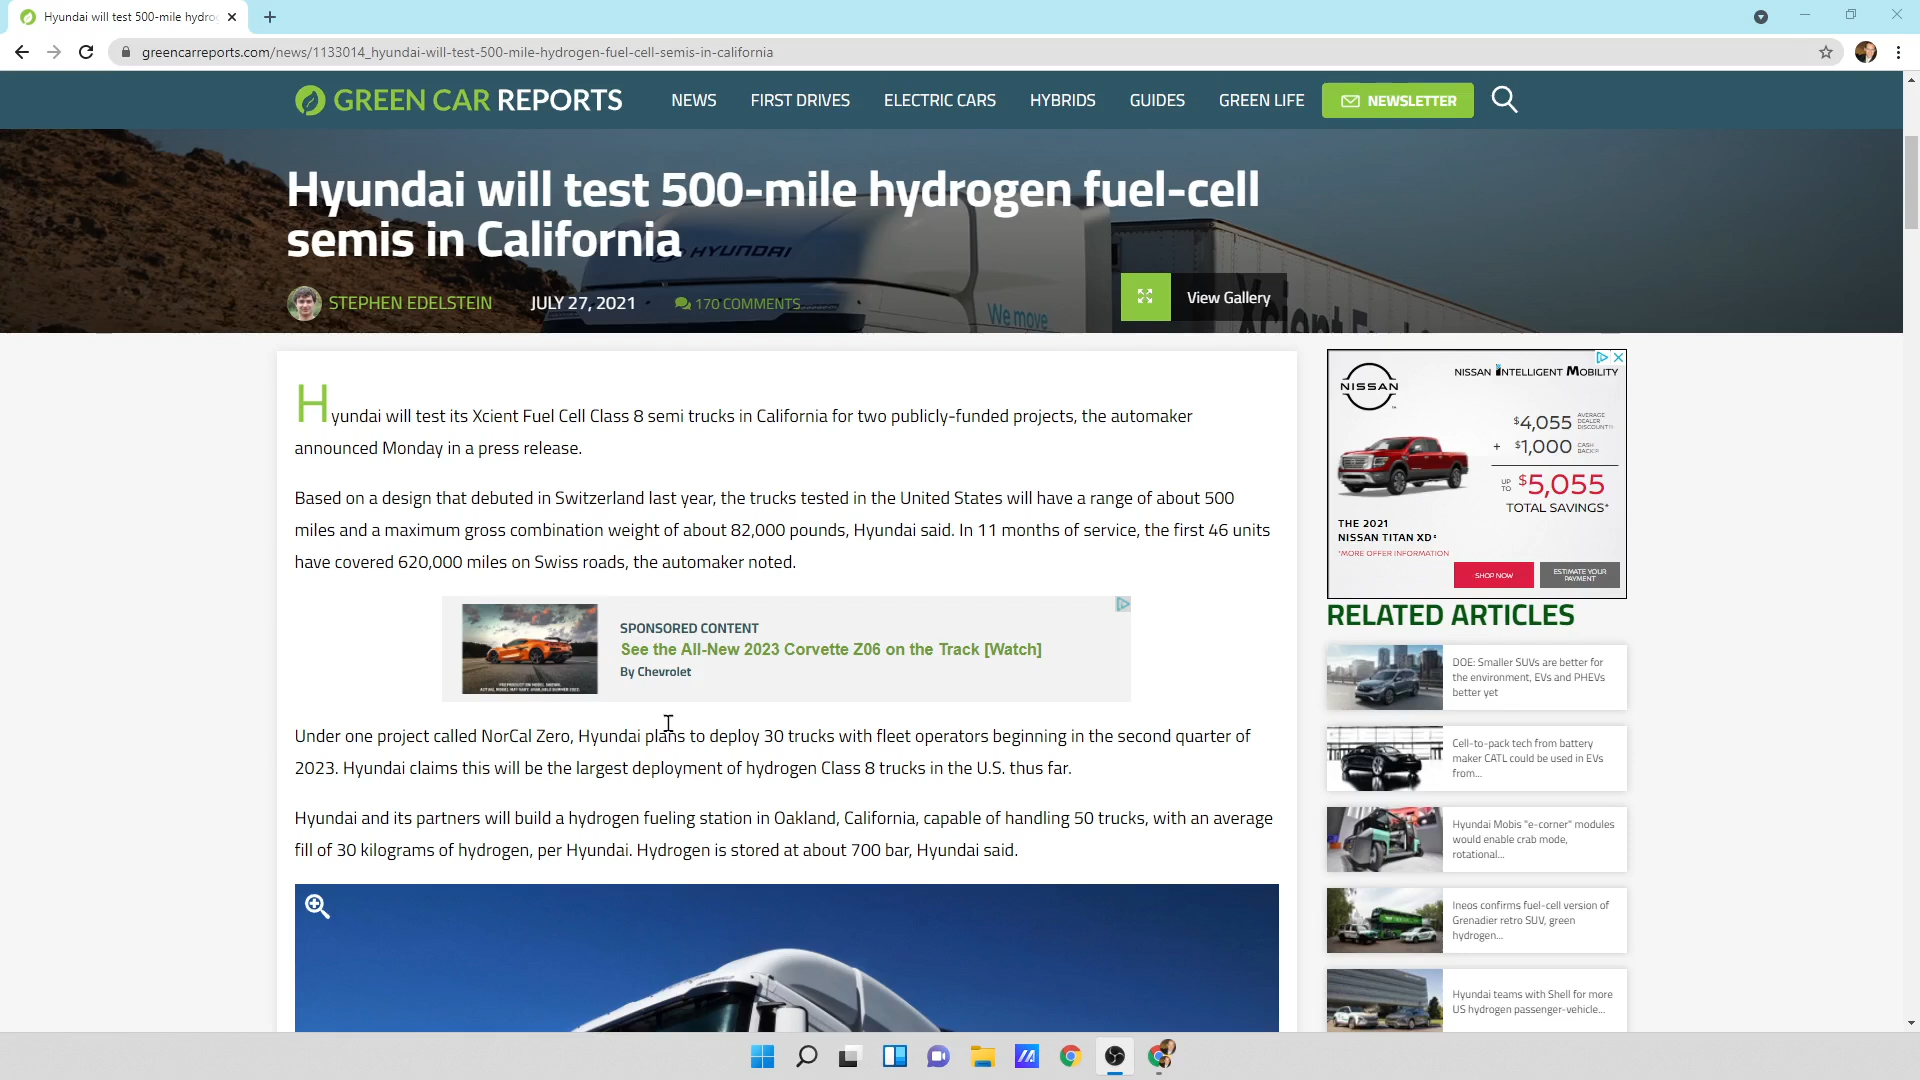 Hyundai will test 500-mile hydro
greencarreports.com/news/1133014_hyundai-will-test-500-mile-hydrogen-fuel-cell-semis-in-california
GREEN CAR REPORTS
NEWS FIRST DRIVES ELECTRIC CARS HYBRIDS GUIDES GREEN LIFE NEWSLETTER
Hyundai will test 500-mile hydrogen fuel-cell
semis in California
HYUNDAI
STEPHEN EDELSTEIN JULY 27, 2021 170 COMMENTS
View Gallery
We move
Xcient
Hyundai will test its Xcient Fuel Cell Class 8 semi trucks in California for two publicly-funded projects, the automaker
announced Monday in a press release.
Based on a design that debuted in Switzerland last year, the trucks tested in the United States will have a range of about 500
miles and a maximum gross combination weight of about 82,000 pounds, Hyundai said. In 11 months of service, the first 46 units
have covered 620,000 miles on Swiss roads, the automaker noted.
SPONSORED CONTENT
See the All-New 2023 Corvette Z06 on the Track [Watch]
By Chevrolet
Under one project called NorCal Zero, Hyundai plans to deploy 30 trucks with fleet operators beginning in the second quarter of
2023. Hyundai claims this will be the largest deployment of hydrogen Class 8 trucks in the U.S. thus far.
Hyundai and its partners will build a hydrogen fueling station in Oakland, California, capable of handling 50 trucks, with an average
fill of 30 kilograms of hydrogen, per Hyundai. Hydrogen is stored at about 700 bar, Hyundai said.
NISSAN
NISSAN INTELLIGENT MOBILITY
$4,055 AVERAGE DEALER DISCOUNT
+ $1,000 CASH BACK
UP TO $5,055
TOTAL SAVINGS*
THE 2021
NISSAN TITAN XD
*MORE OFFER INFORMATION
SHOP NOW
ESTIMATE YOUR
PAYMENT
RELATED ARTICLES
DOE: Smaller SUVs are better for
the environment, EVs and PHEVs
better yet
Cell-to-pack tech from battery
maker CATL could be used in EVs
from...
Hyundai Mobis "e-corner" modules
would enable crab mode,
rotational...
Ineos confirms fuel-cell version of
Grenadier retro SUV, green
hydrogen...
Hyundai teams with Shell for more
US hydrogen passenger-vehicle...